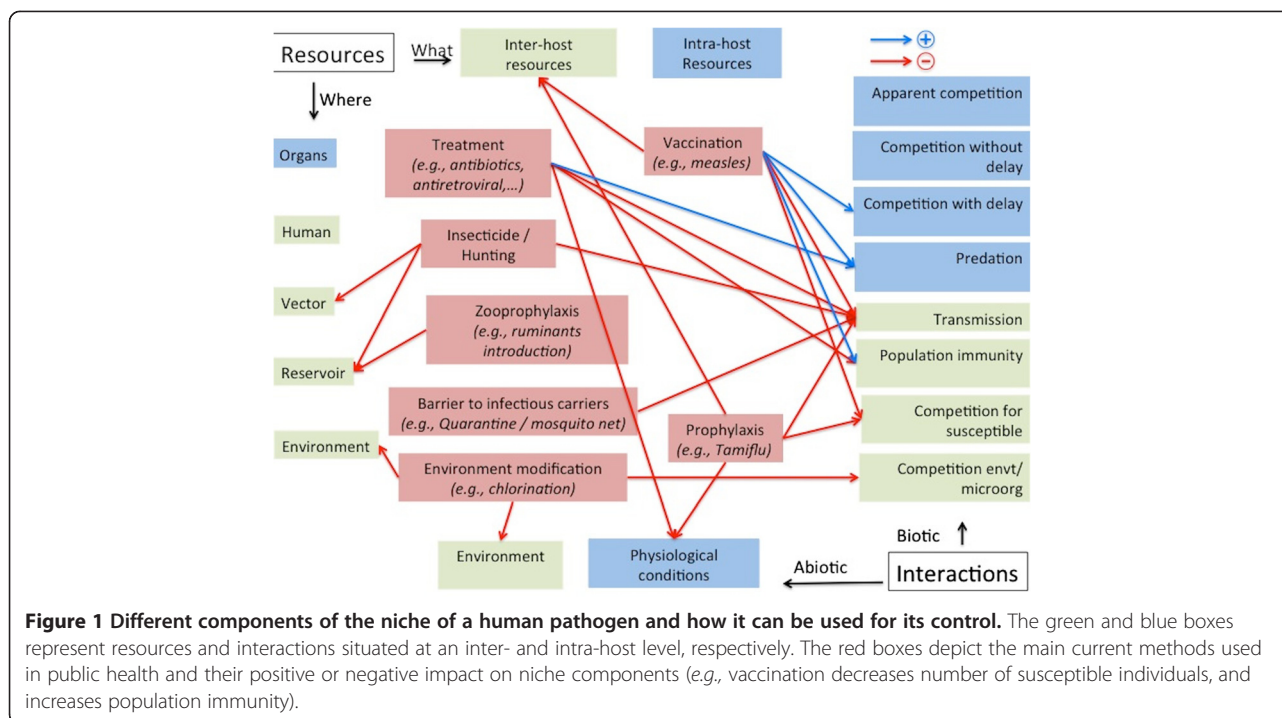 Resources
What
Inter-host
resources
Intra-host
Resources
+
−
Where
Organs
Human
Vector
Reservoir
Environment
Treatment
(e.g., antibiotics,
antiretroviral,...)
Vaccination
(e.g., measles)
Insecticide /
Hunting
Zooprophylaxis
(e.g., ruminants
introduction)
Barrier to infectious carriers
(e.g., Quarantine / mosquito net)
Prophylaxis
(e.g., Tamiflu)
Environment modification
(e.g., chlorination)
Environment
Physiological
conditions
Apparent competition
Competition without
delay
Competition with delay
Predation
Transmission
Population immunity
Competition for
susceptible
Competition envt/
microorg
Biotic
Abiotic
Interactions
Figure 1 Different components of the niche of a human pathogen and how it can be used for its control. The green and blue boxes
represent resources and interactions situated at an inter- and intra-host level, respectively. The red boxes depict the main current methods used
in public health and their positive or negative impact on niche components (e.g., vaccination decreases number of susceptible individuals, and
increases population immunity).